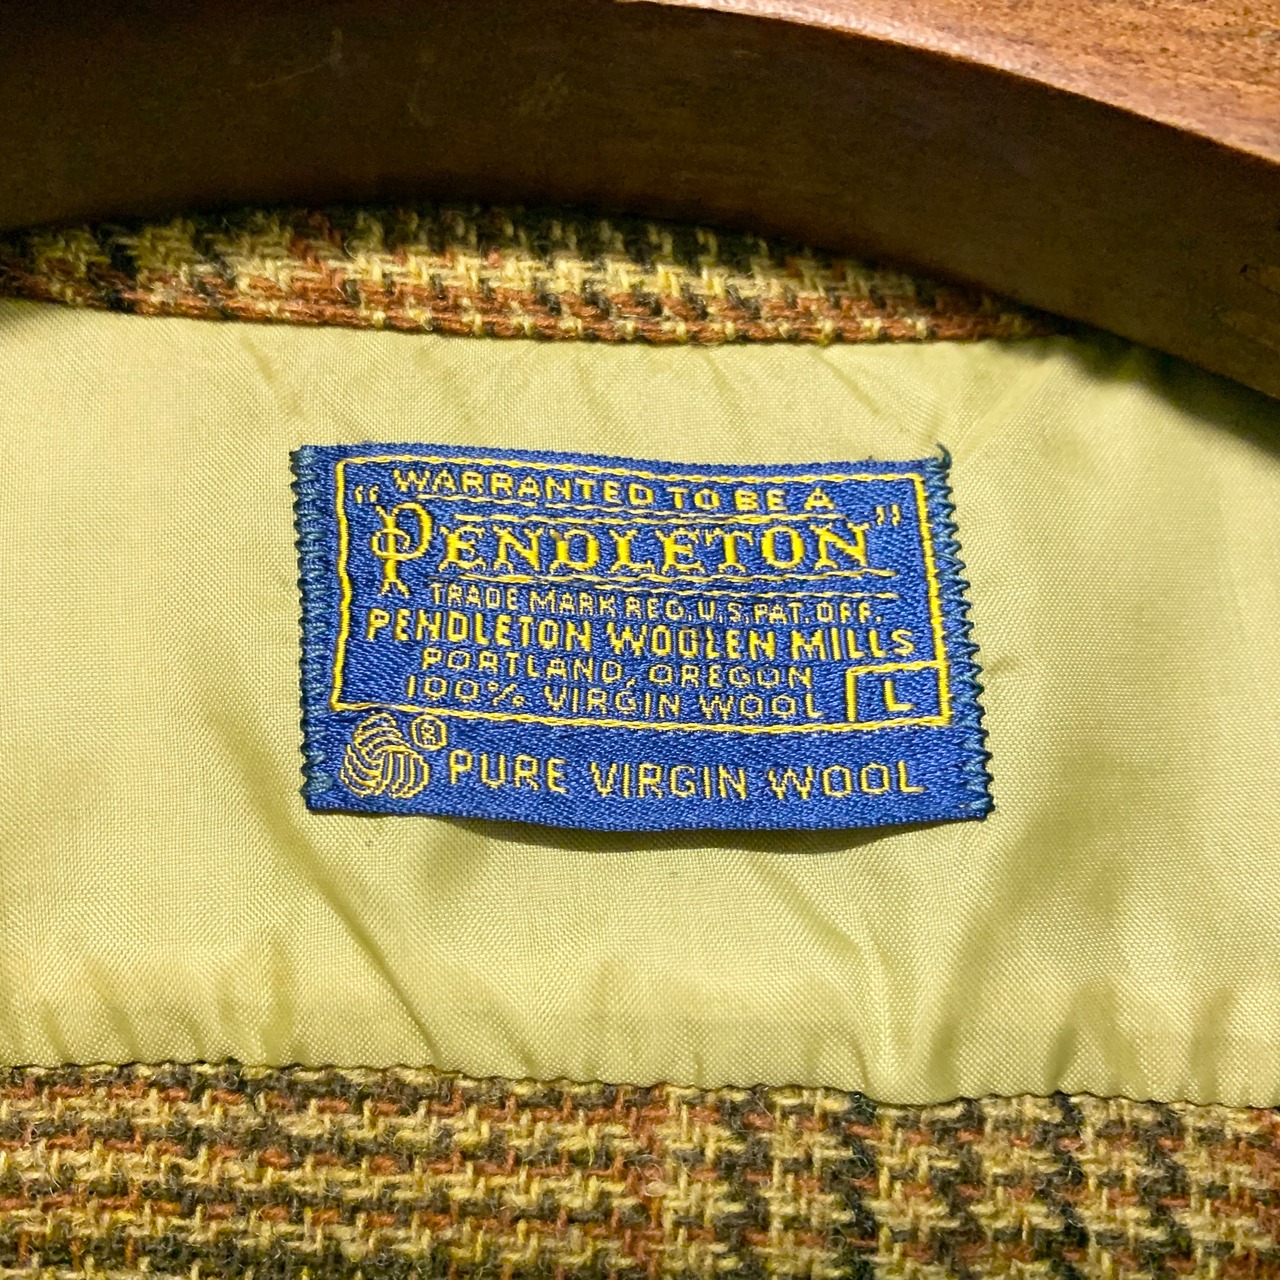 WARRANTED TO BE A
"PENDLETON"
TRADE MARK REG. U.S. PAT. OFF.
PENDLETON WOOLEN MILLS
PORTLAND, OREGON
100% VIRGIN WOOL L
® PURE VIRGIN WOOL